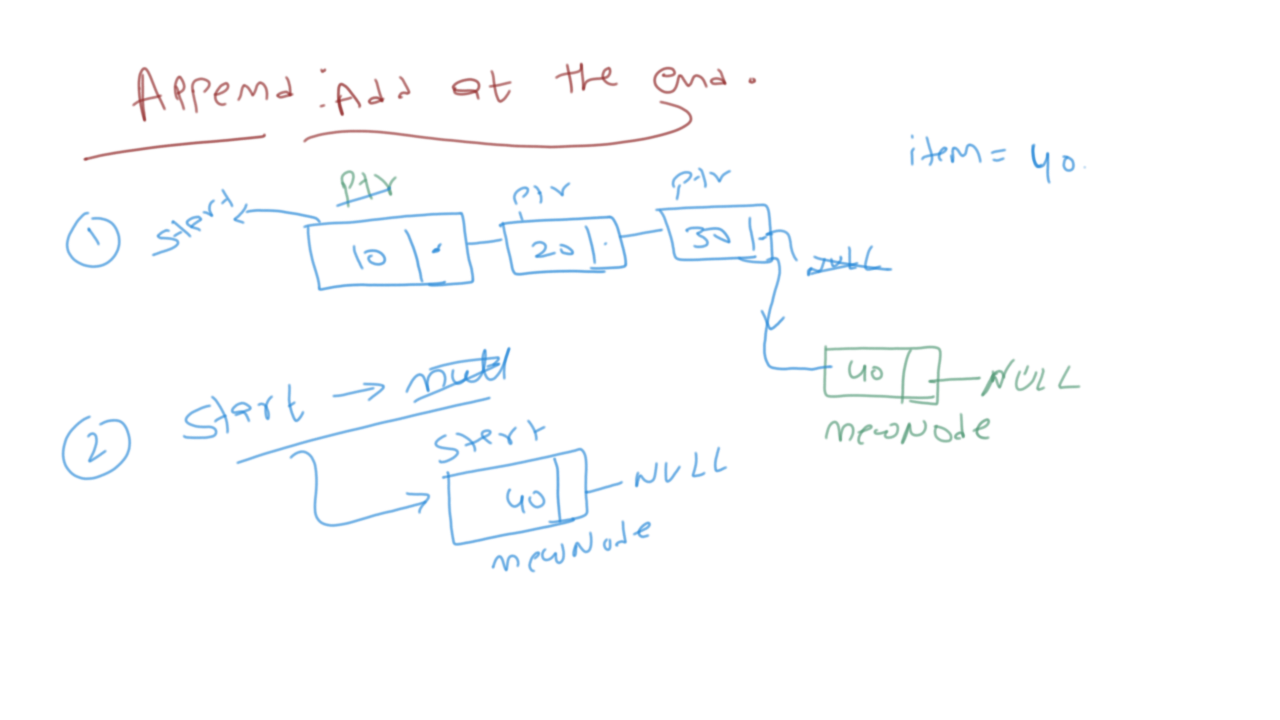 Append : Add at the end.
item = 40.
ptr ptr ptr
1 start 10 20 30 NULL
40 NULL
newNode
2 Start → null
Start
40 NULL
newNode